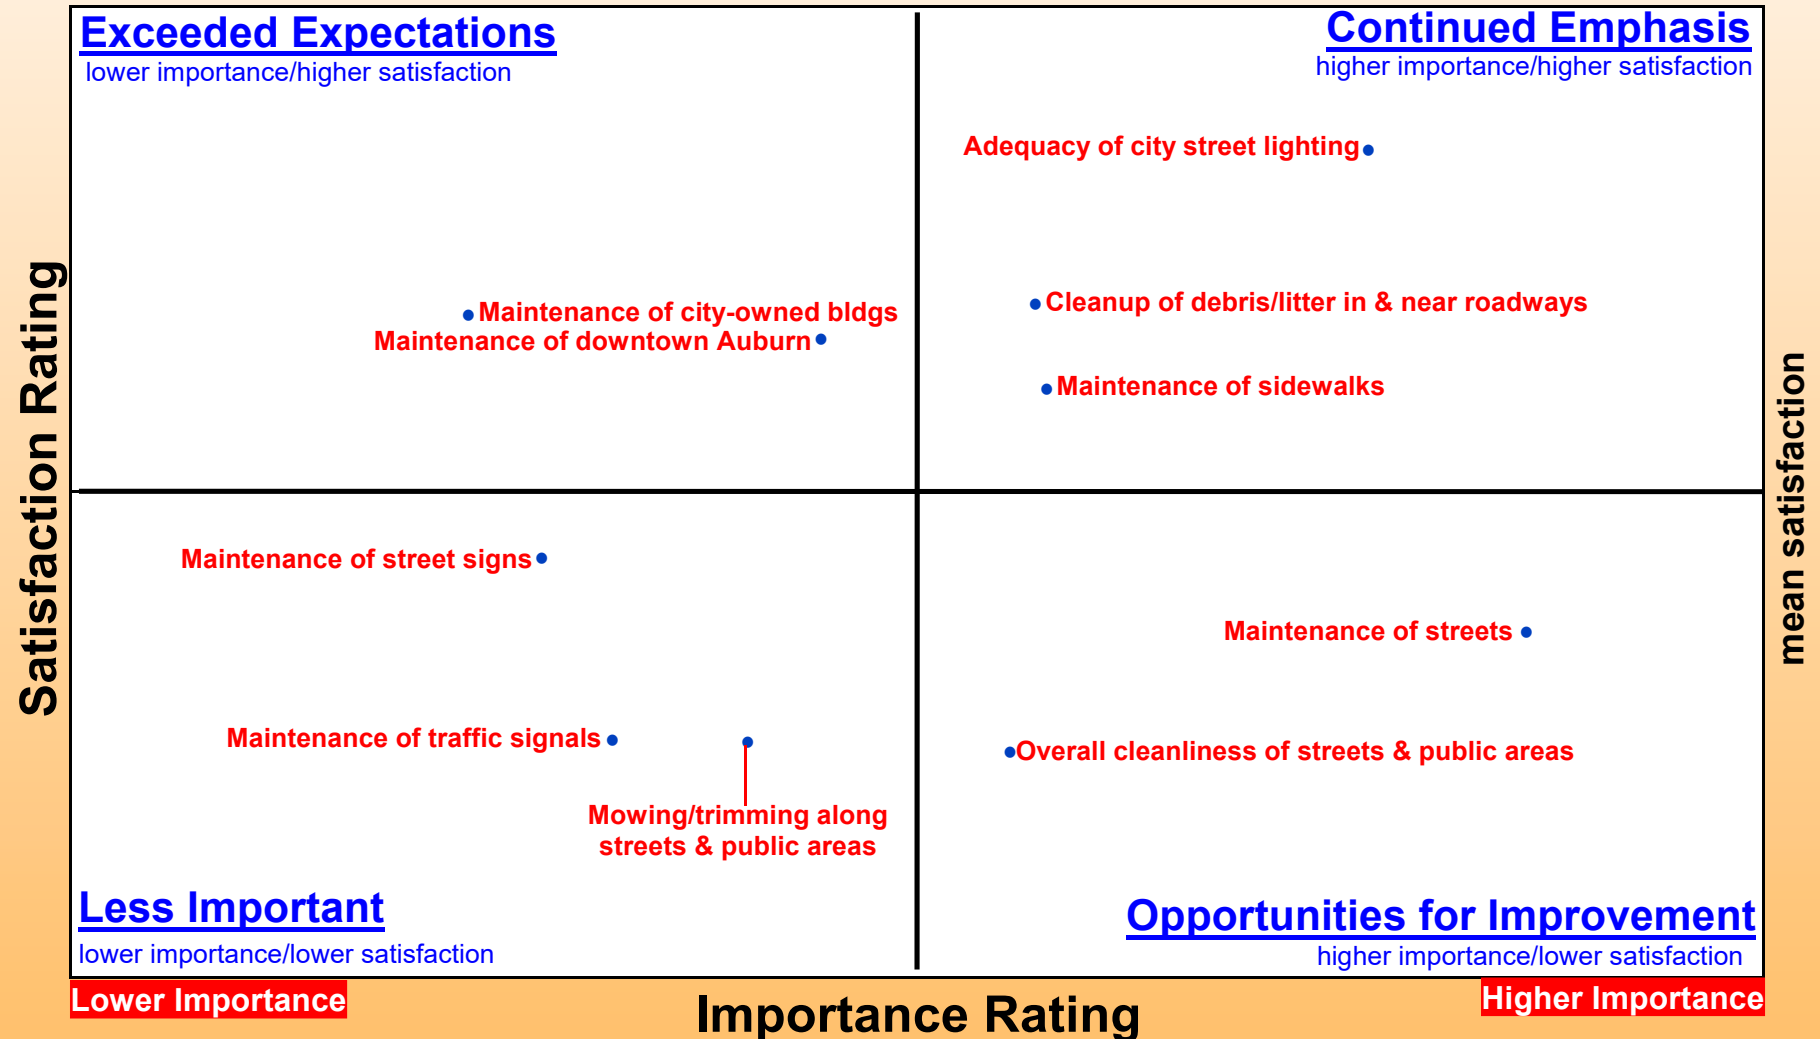 Exceeded Expectations
lower importance/higher satisfaction
Continued Emphasis
higher importance/higher satisfaction
Adequacy of city street lighting
Cleanup of debris/litter in & near roadways
Maintenance of city-owned bldgs
Maintenance of downtown Auburn
Maintenance of sidewalks
Satisfaction Rating
mean satisfaction
Maintenance of street signs
Maintenance of streets
Maintenance of traffic signals
Overall cleanliness of streets & public areas
Mowing/trimming along
streets & public areas
Less Important
lower importance/lower satisfaction
Opportunities for Improvement
higher importance/lower satisfaction
Lower Importance
Importance Rating
Higher Importance